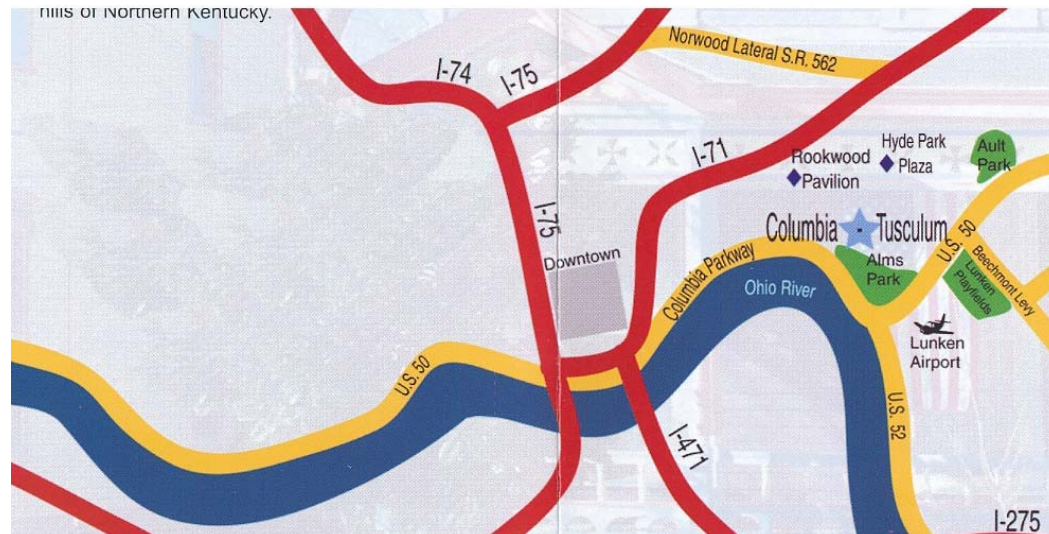 hills of Northern Kentucky.
Norwood Lateral S.R. 562
I-74
I-75
I-71
Hyde Park
Plaza
Ault
Park
Rookwood
Pavilion
I-75
Columbia
Tusculum
U.S. 50
Downtown
Columbia Parkway
Alms
Park
Beechmont Levy
Lunken
Playfields
Ohio River
Lunken
Airport
U.S. 50
U.S. 52
I-471
I-275